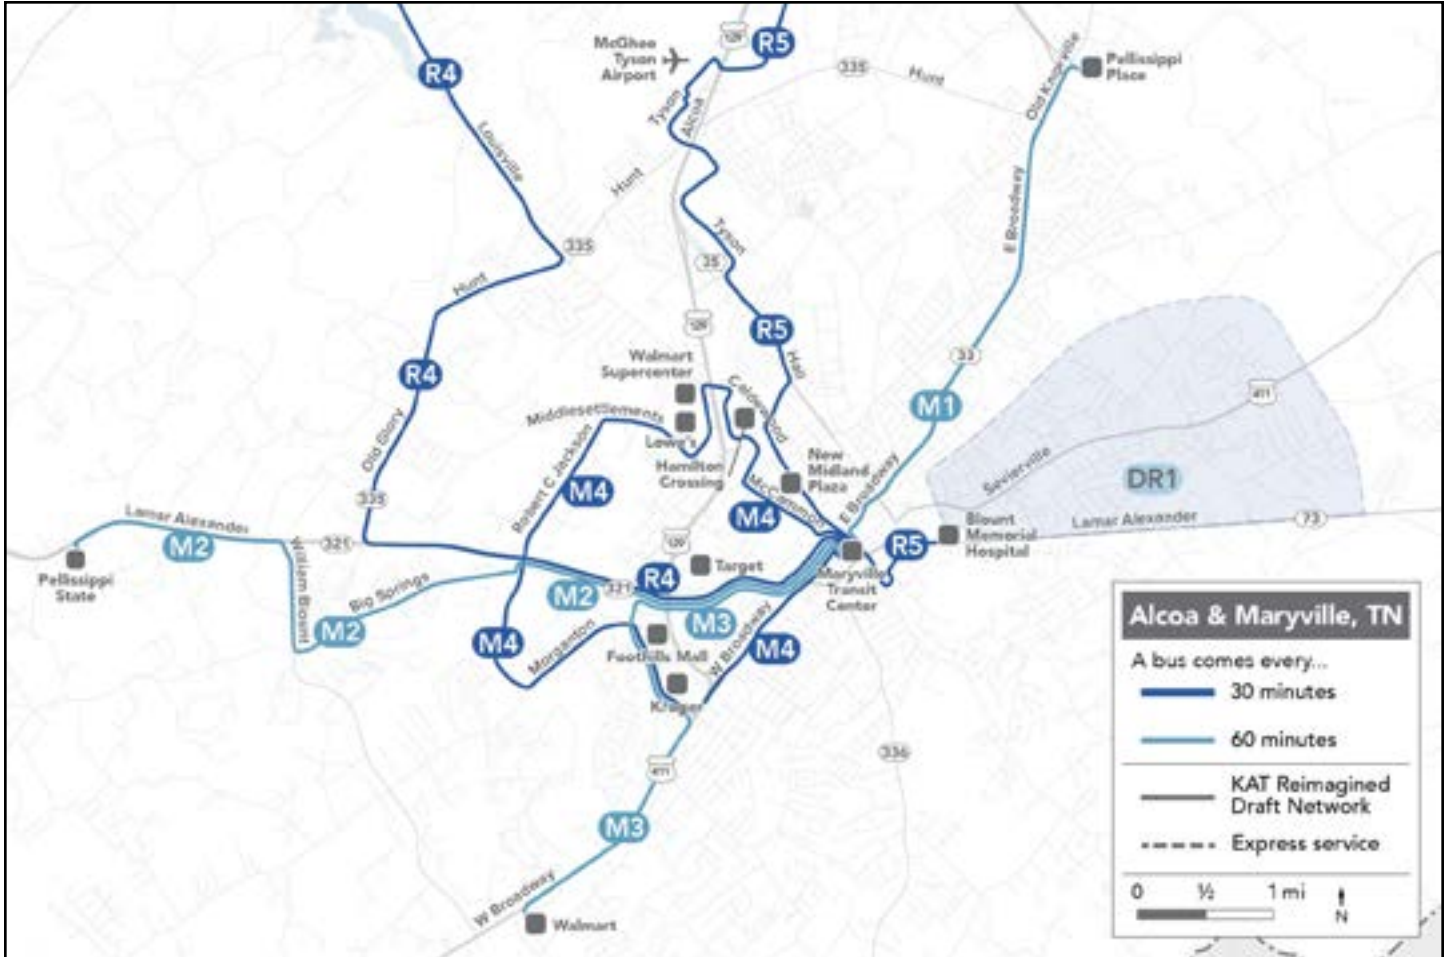 129
R5
McGhee
Tyson
Airport
335
Hunt
Old Knoxville
Pellissippi
Place
R4
Tyson
Alcoa
Louisville
Hunt
335
Tyson
35
E Broadway
Hunt
129
R5
Hall
33
R4
Walmart
Supercenter
Calderwood
M1
411
Middlesettlements
Lowe's
Old Glory
Robert C Jackson
Hamilton
Crossing
New
Midland
Plaza
E Broadway
Sevierville
DR1
M4
McCammon
M4
335
Lamar Alexander
M2
321
William Blount
129
Lamar Alexander
73
Blount
Memorial
Hospital
R5
Pellissippi
State
Big Springs
M2
M2
321
R4
Target
Maryville
Transit
Center
M3
M4
Morganton
Foothills Mall
W Broadway
M4
Kroger
336
411
M3
W Broadway
Walmart
Alcoa & Maryville, TN
A bus comes every...
30 minutes
60 minutes
KAT Reimagined
Draft Network
Express service
0 ½ 1 mi
N